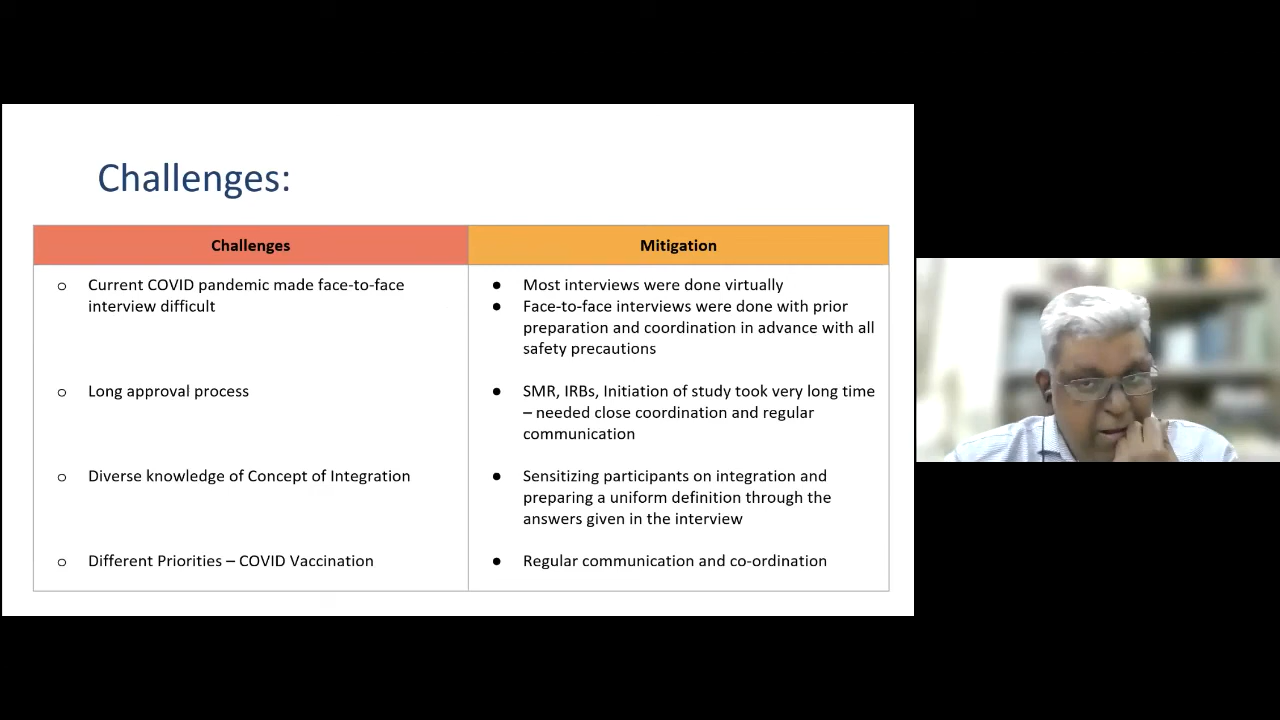 Challenges:
Challenges
Mitigation
Current COVID pandemic made face-to-face
interview difficult
Most interviews were done virtually
Face-to-face interviews were done with prior
preparation and coordination in advance with all
safety precautions
Long approval process
SMR, IRBs, Initiation of study took very long time
– needed close coordination and regular
communication
Diverse knowledge of Concept of Integration
Sensitizing participants on integration and
preparing a uniform definition through the
answers given in the interview
Different Priorities – COVID Vaccination
Regular communication and co-ordination